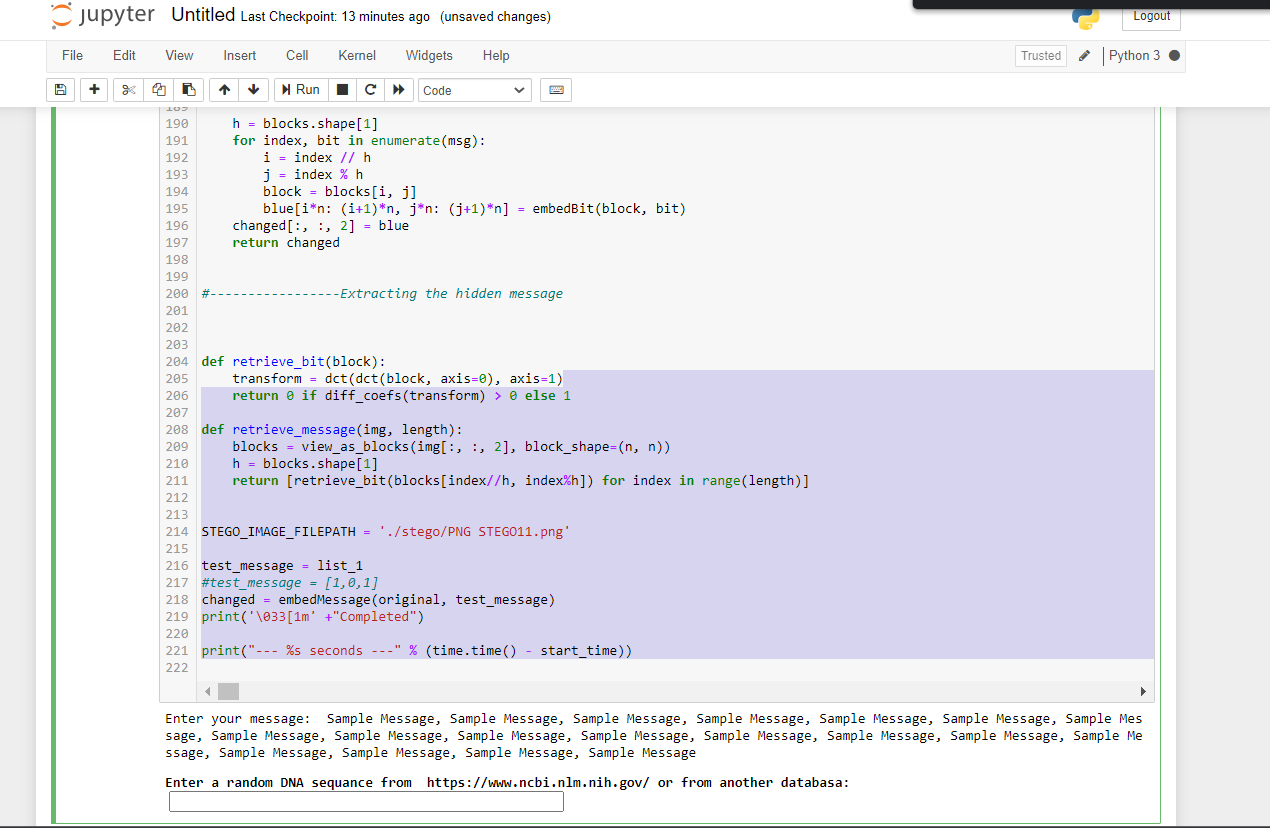 jupyter Untitled Last Checkpoint: 13 minutes ago (unsaved changes)
Logout
File Edit View Insert Cell Kernel Widgets Help
Trusted Python 3
Run Code
189
190     h = blocks.shape[1]
191     for index, bit in enumerate(msg):
192         i = index // h
193         j = index % h
194         block = blocks[i, j]
195         blue[i*n: (i+1)*n, j*n: (j+1)*n] = embedBit(block, bit)
196     changed[:, :, 2] = blue
197     return changed
198
199
200 #-----------------Extracting the hidden message
201
202
203
204 def retrieve_bit(block):
205     transform = dct(dct(block, axis=0), axis=1)
206     return 0 if diff_coefs(transform) > 0 else 1
207
208 def retrieve_message(img, length):
209     blocks = view_as_blocks(img[:, :, 2], block_shape=(n, n))
210     h = blocks.shape[1]
211     return [retrieve_bit(blocks[index//h, index%h]) for index in range(length)]
212
213
214 STEGO_IMAGE_FILEPATH = './stego/PNG STEGO11.png'
215
216 test_message = list_1
217 #test_message = [1,0,1]
218 changed = embedMessage(original, test_message)
219 print('\033[1m' +"Completed")
220
221 print("--- %s seconds ---" % (time.time() - start_time))
222
Enter your message:  Sample Message, Sample Message, Sample Message, Sample Message, Sample Message, Sample Message, Sample Mes
sage, Sample Message, Sample Message, Sample Message, Sample Message, Sample Message, Sample Message, Sample Message, Sample Me
ssage, Sample Message, Sample Message, Sample Message, Sample Message
Enter a random DNA sequance from  https://www.ncbi.nlm.nih.gov/ or from another databasa: